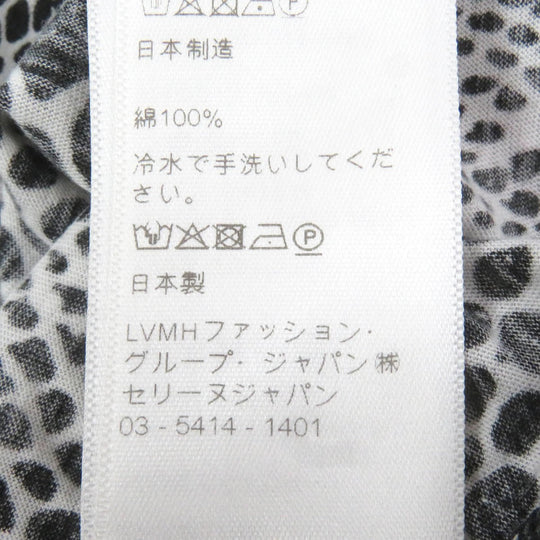 日本制造
綿100%
冷水で手洗いしてくだ
さい。
P
日本製
LVMHファッション・
グループ・ジャパン㈱
セリーヌジャパン
03 - 5414 - 1401